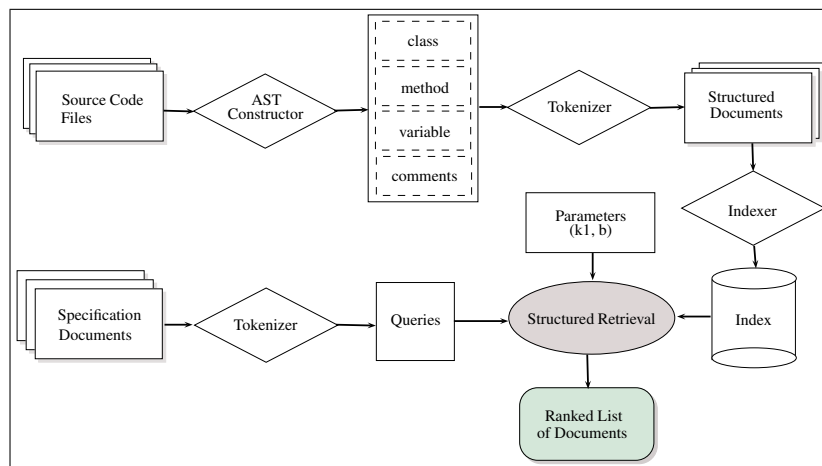 Source Code
Files
AST
Constructor
class
method
variable
comments
Tokenizer
Structured
Documents
Indexer
Index
Parameters
(k1, b)
Specification
Documents
Tokenizer
Queries
Structured Retrieval
Ranked List
of Documents